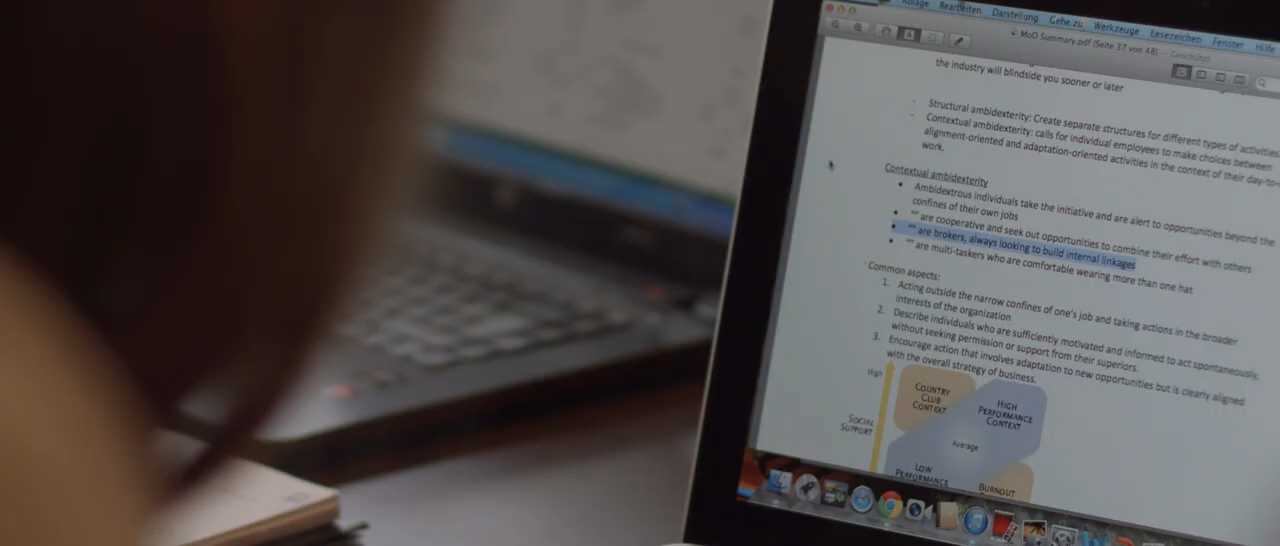 Ablage Bearbeiten Darstellung Gehe zu Werkzeuge Lesezeichen Fenster Hilfe
MoO Summary.pdf (Seite 37 von 48) — Geschützt
the industry will blindside you sooner or later
- Structural ambidexterity: Create separate structures for different types of activities
- Contextual ambidexterity: calls for individual employees to make choices between
alignment-oriented and adaptation-oriented activities in the context of their day-to-
work.
Contextual ambidexterity
• Ambidextrous individuals take the initiative and are alert to opportunities beyond the
confines of their own jobs
• "" are cooperative and seek out opportunities to combine their effort with others
• "" are brokers, always looking to build internal linkages
• "" are multi-taskers who are comfortable wearing more than one hat
Common aspects:
1. Acting outside the narrow confines of one's job and taking actions in the broader
interests of the organization
2. Describe individuals who are sufficiently motivated and informed to act spontaneously,
without seeking permission or support from their superiors.
3. Encourage action that involves adaptation to new opportunities but is clearly aligned
with the overall strategy of business.
High
COUNTRY
CLUB
CONTEXT
HIGH
PERFORMANCE
CONTEXT
SOCIAL
SUPPORT
Average
LOW
PERFORMANCE
BURNOUT